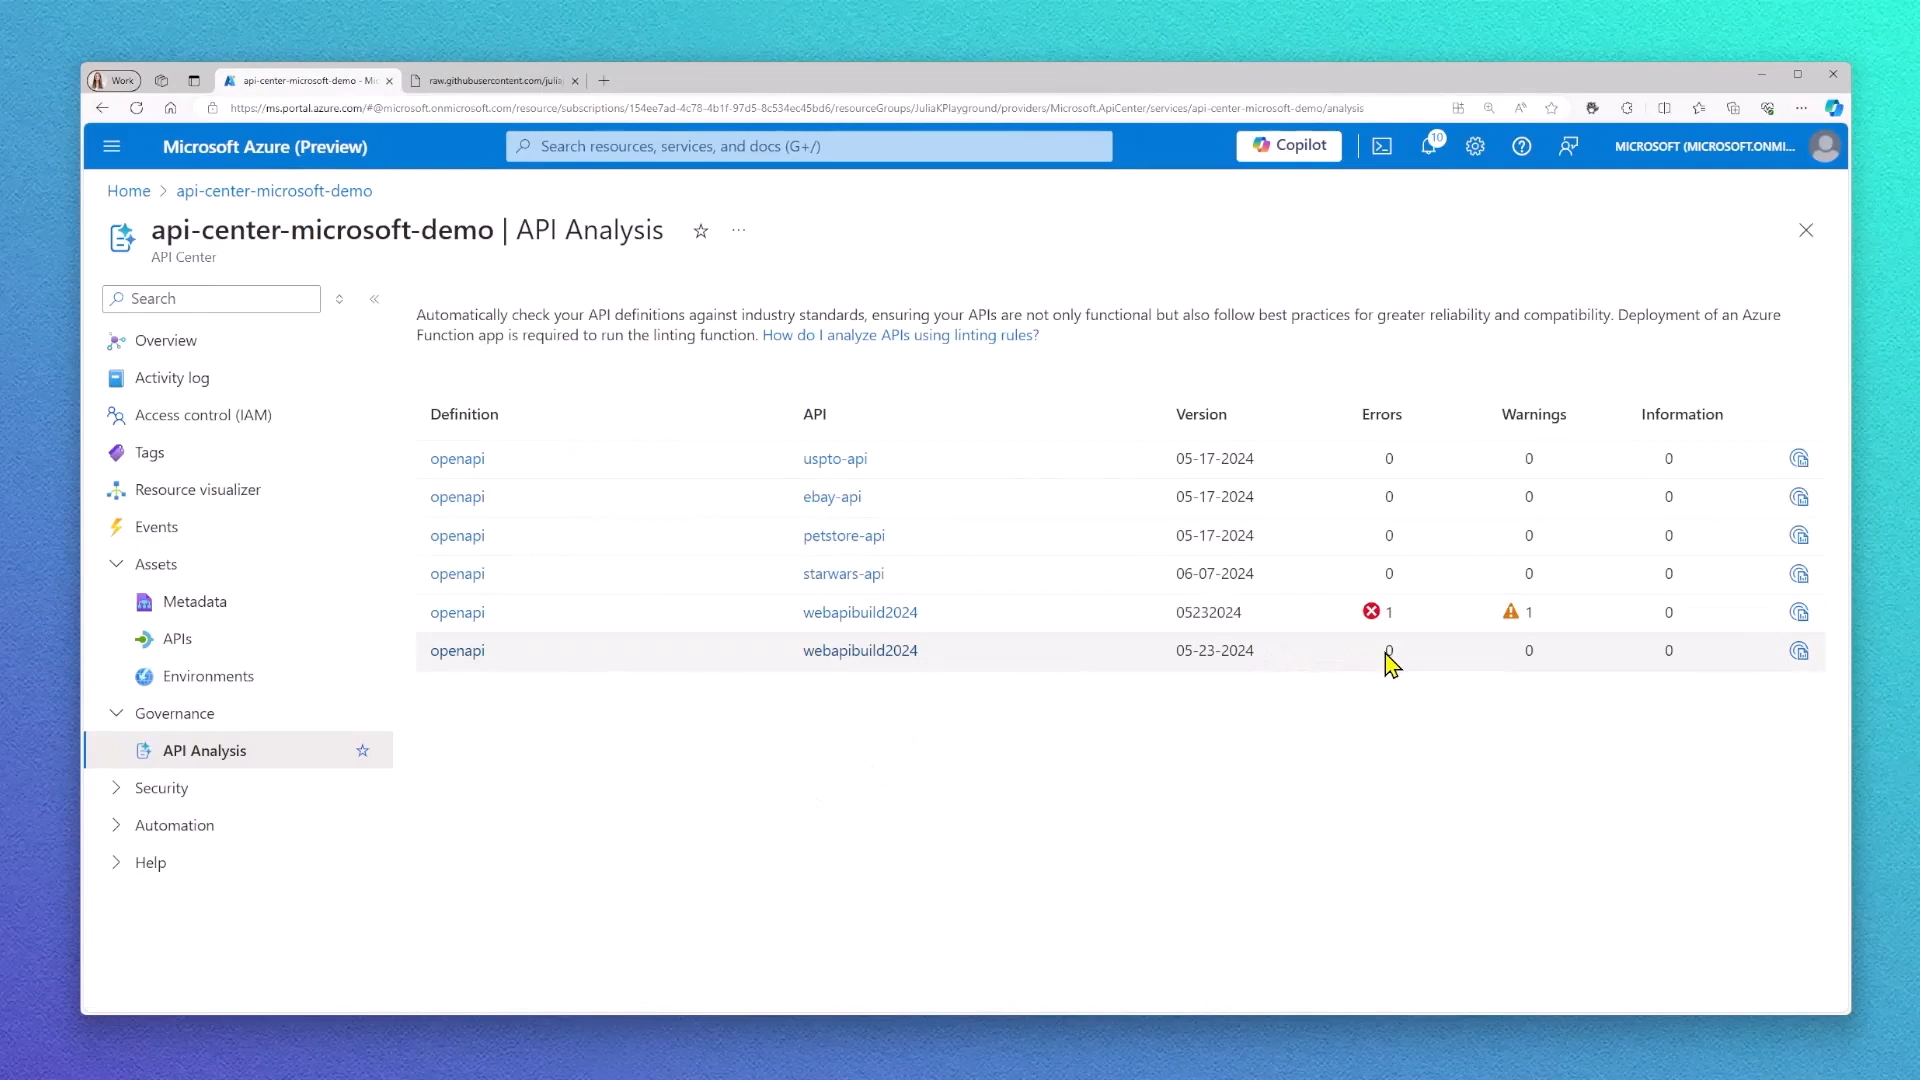 Work
api-center-microsoft-demo - Mic
raw.githubusercontent.com/julia
https://ms.portal.azure.com/#@microsoft.onmicrosoft.com/resource/subscriptions/154ee7ad-4c78-4b1f-97d5-8c534ec45bd6/resourceGroups/JuliaKPlayground/providers/Microsoft.ApiCenter/services/api-center-microsoft-demo/analysis
Microsoft Azure (Preview)
Search resources, services, and docs (G+/)
Copilot
10
MICROSOFT (MICROSOFT.ONMI...
Home > api-center-microsoft-demo
api-center-microsoft-demo | API Analysis
API Center
Search
Overview
Activity log
Access control (IAM)
Tags
Resource visualizer
Events
Assets
Metadata
APIs
Environments
Governance
API Analysis
Security
Automation
Help
Automatically check your API definitions against industry standards, ensuring your APIs are not only functional but also follow best practices for greater reliability and compatibility. Deployment of an Azure
Function app is required to run the linting function. How do I analyze APIs using linting rules?
Definition API Version Errors Warnings Information
openapi uspto-api 05-17-2024 0 0 0
openapi ebay-api 05-17-2024 0 0 0
openapi petstore-api 05-17-2024 0 0 0
openapi starwars-api 06-07-2024 0 0 0
openapi webapibuild2024 05232024 1 1 0
openapi webapibuild2024 05-23-2024 0 0 0